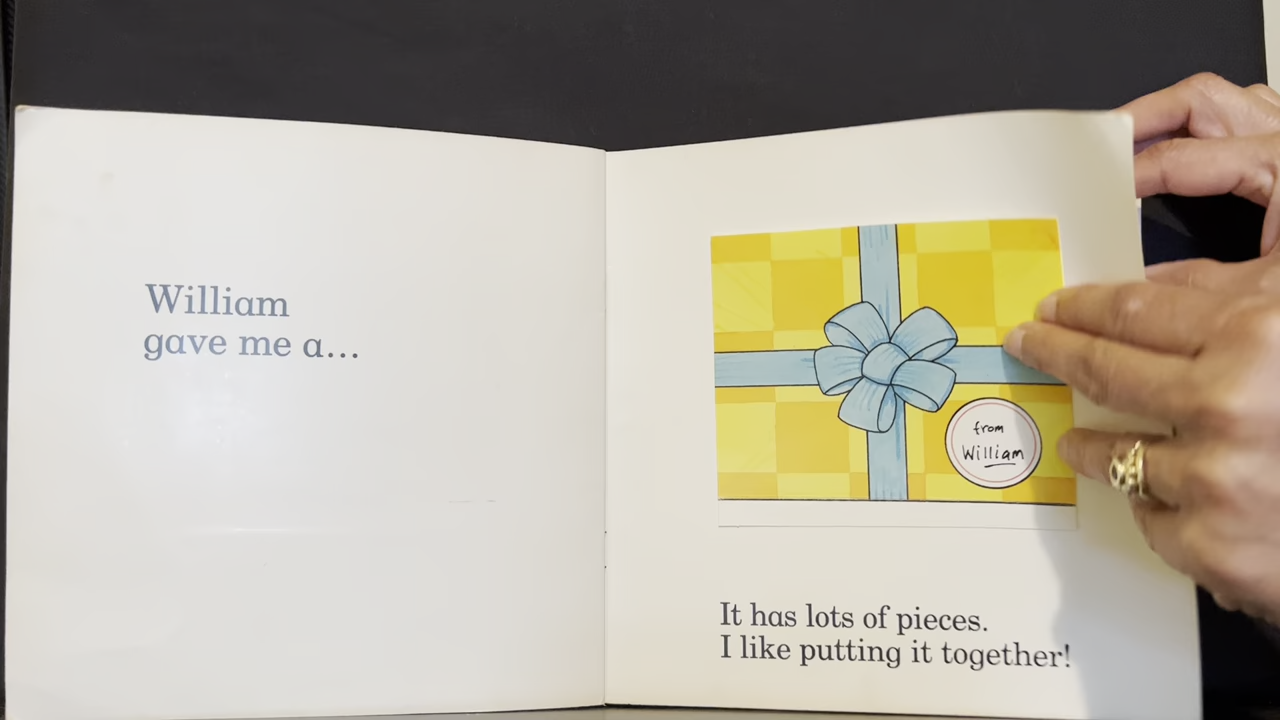 William
gave me a...
from
William
It has lots of pieces.
I like putting it together!